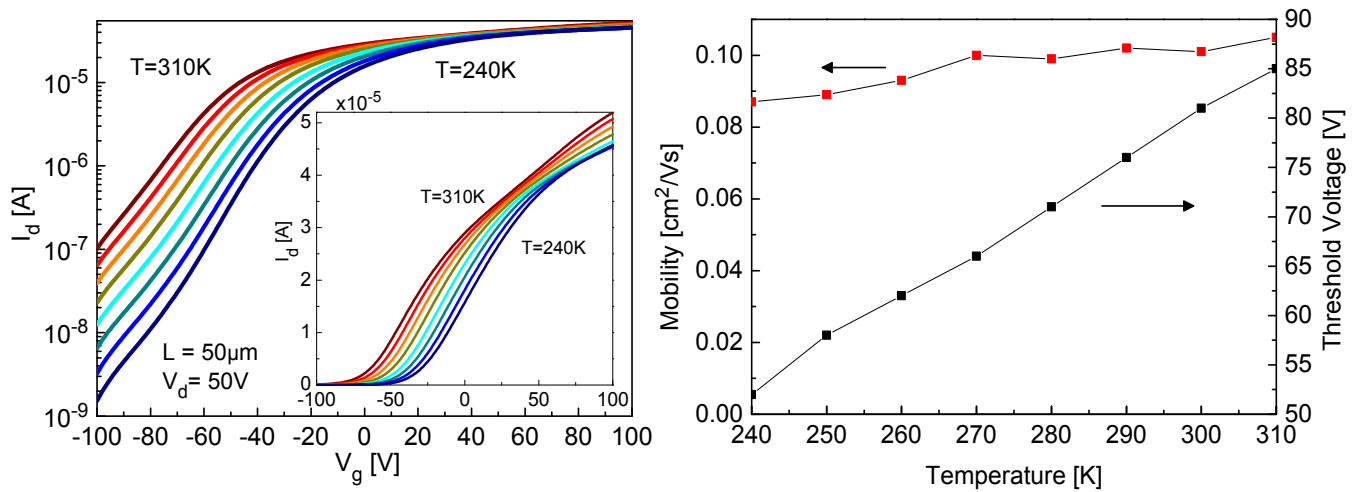 10⁻⁵
10⁻⁶
10⁻⁷
10⁻⁸
10⁻⁹
I_d [A]
T=310K
T=240K
L = 50µm
V_d= 50V
-100 -80 -60 -40 -20 0 20 40 60 80 100
V_g [V]
x10⁻⁵
5
4
3
2
1
0
I_d [A]
T=310K
T=240K
-100 -50 0 50 100
0.10
0.08
0.06
0.04
0.02
0.00
Mobility [cm²/Vs]
90
85
80
75
70
65
60
55
50
Threshold Voltage [V]
240 250 260 270 280 290 300 310
Temperature [K]